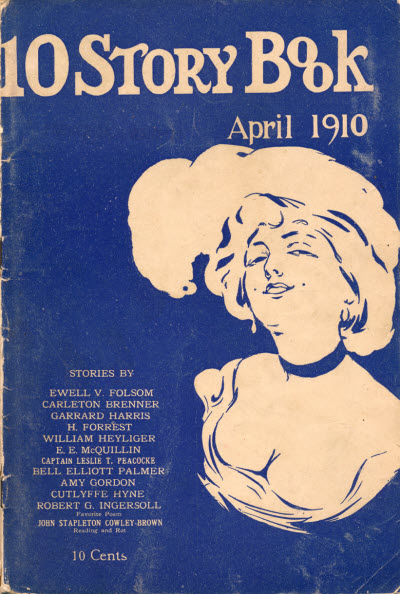 10 STORY BOOK
April 1910
STORIES BY
EWELL V. FOLSOM
CARLETON BRENNER
GARRARD HARRIS
H. FORREST
WILLIAM HEYLIGER
E. E. McQUILLIN
CAPTAIN LESLIE T. PEACOCKE
BELL ELLIOTT PALMER
AMY GORDON
CUTLYFFE HYNE
ROBERT G. INGERSOLL
Favorite Poem
JOHN STAPLETON COWLEY-BROWN
Reading and Rot
10 Cents